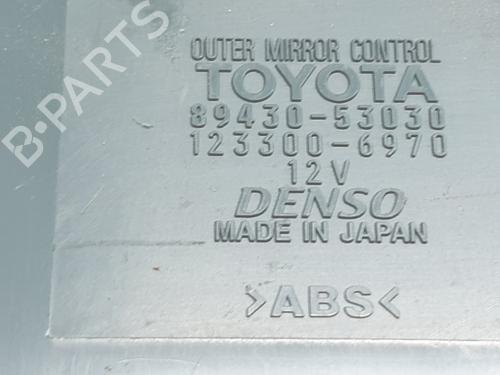 B-PARTS
OUTER MIRROR CONTROL
TOYOTA
89430-53030
123300-6970
12V
DENSO
MADE IN JAPAN
>ABS<